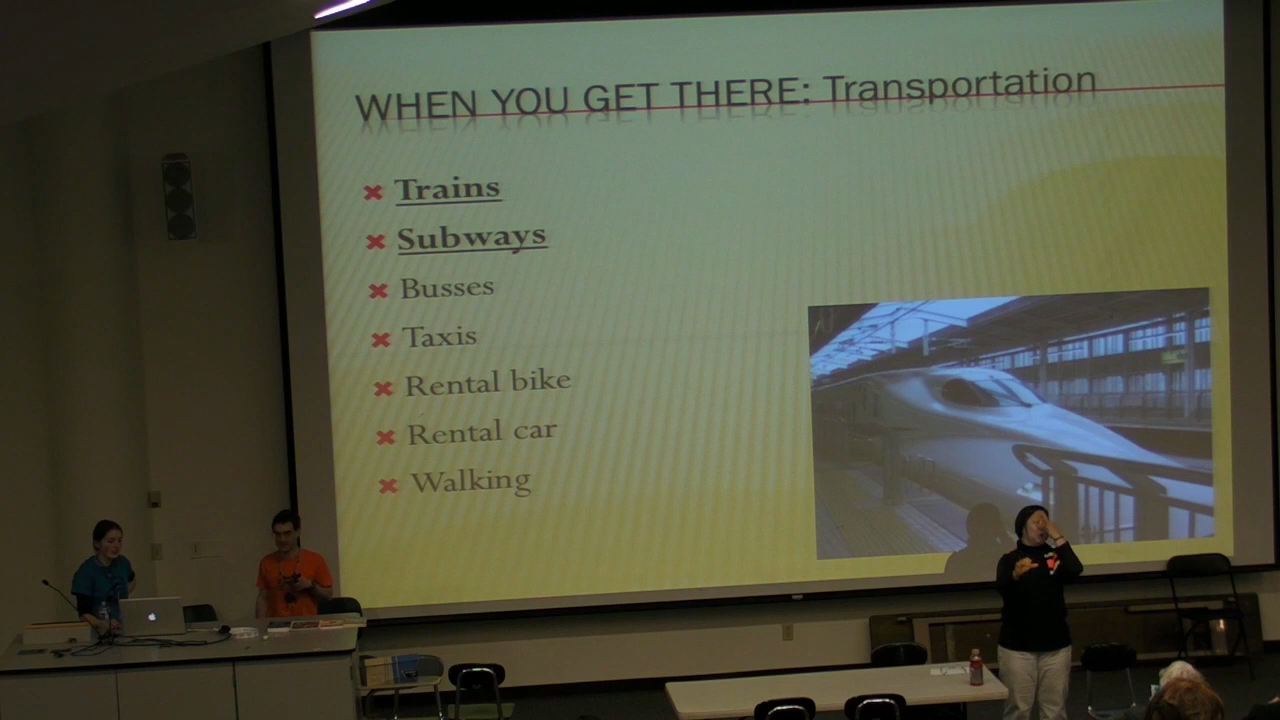 WHEN YOU GET THERE: Transportation
Trains
Subways
Busses
Taxis
Rental bike
Rental car
Walking